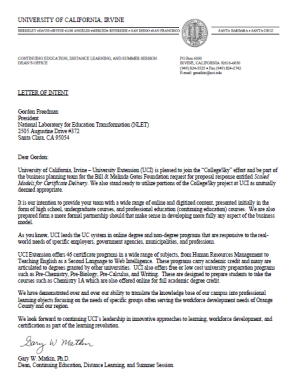 UNIVERSITY OF CALIFORNIA, IRVINE
BERKELEY • DAVIS • IRVINE • LOS ANGELES • MERCED • RIVERSIDE • SAN DIEGO • SAN FRANCISCO
SANTA BARBARA • SANTA CRUZ
CONTINUING EDUCATION, DISTANCE LEARNING, AND SUMMER SESSION
DEAN'S OFFICE
PO Box 6050
IRVINE, CALIFORNIA 92616-6050
LETTER OF INTENT
Gordon Freedman
President
National Laboratory for Education Transformation (NLET)
2505 Augustine Drive #372
Santa Clara, CA 95054
Dear Gordon:
University of California, Irvine – University Extension (UCI) is pleased to join the "CollegeSky" effort and be part of
the business planning team for the Bill & Melinda Gates Foundation request for proposal response entitled Scaled
Models for Certificate Delivery. We also stand ready to utilize portions of the CollegeSky project at UCI as mutually
deemed appropriate.
It is our intention to provide your team with a wide range of online and digitized content, presented initially in the
form of high school, undergraduate courses, and professional education (continuing education) courses. We are also
prepared form a more formal partnership should that make sense in developing more fully any aspect of the business
model.
As you know, UCI leads the UC system in online degree and non-degree programs that are responsive to the real-
world needs of specific employers, government agencies, municipalities, and professions.
UCI Extension offers 46 certificate programs in a wide range of subjects, from Human Resources Management to
Teaching English as a Second Language to Web Intelligence. These programs carry academic credit and many
are articulated to degrees granted by other universities. UCI also offers free or low cost university preparation programs
such as Pre-Chemistry, Pre-Biology, Pre-Calculus, and Writing. These are designed to prepare students to take the
courses such as Chemistry 1A which are also offered online for full academic degree credit.
We have demonstrated over and over our ability to translate the knowledge base of our campus into professional
learning objects focusing on the needs of specific groups often serving the workforce development needs of Orange
County and our region.
We look forward to continuing UCI's leadership in innovative approaches to learning, workforce development, and
certification as part of the learning revolution.
Gary W. Matkin
Gary W. Matkin, Ph.D.
Dean, Continuing Education, Distance Learning, and Summer Session